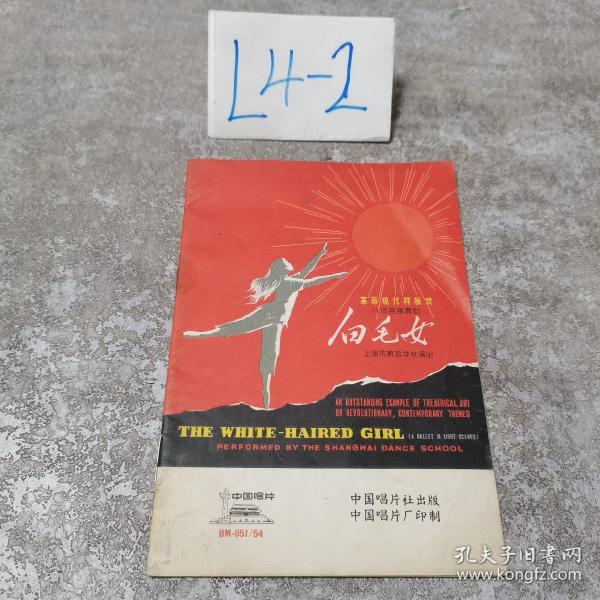 L4-2
革命现代样板戏
八场芭蕾舞剧
白毛女
上海市舞蹈学校演出
AN OUTSTANDING EXAMPLE OF THEATRICAL ART
ON REVOLUTIONARY, CONTEMPORARY THEMES
THE WHITE-HAIRED GIRL (A BALLET IN EIGHT SCENES)
PERFORMED BY THE SHANGHAI DANCE SCHOOL
中国唱片
BM-051/54
中国唱片社出版
中国唱片厂印制
孔夫子旧书网
www.kongfz.com